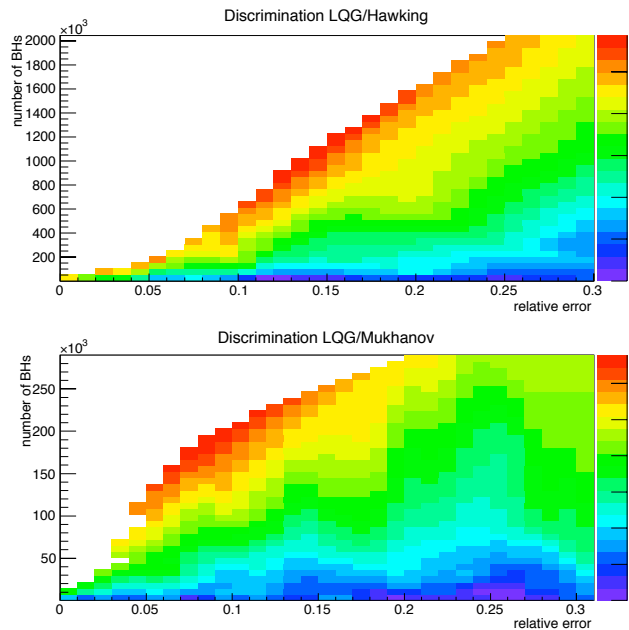 Discrimination LQG/Hawking
×10³
number of BHs
2000
1800
1600
1400
1200
1000
800
600
400
200
0 0.05 0.1 0.15 0.2 0.25 0.3
relative error
Discrimination LQG/Mukhanov
×10³
number of BHs
250
200
150
100
50
0 0.05 0.1 0.15 0.2 0.25 0.3
relative error